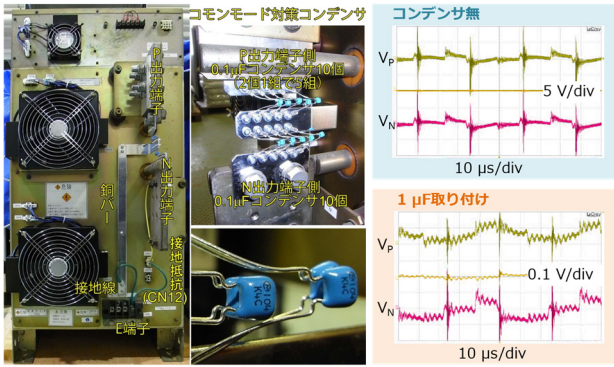 P出力端子
N出力端子
銅バー
接地線
接地抵抗
(CN12)
E端子
コモンモード対策コンデンサ
P出力端子側
0.1μFコンデンサ10個
(2個1組で5組)
N出力端子側
0.1μFコンデンサ10個
104
K4C
104
K4C
コンデンサ無
VP
5 V/div
VN
10 μs/div
1 μF取り付け
VP
0.1 V/div
VN
10 μs/div